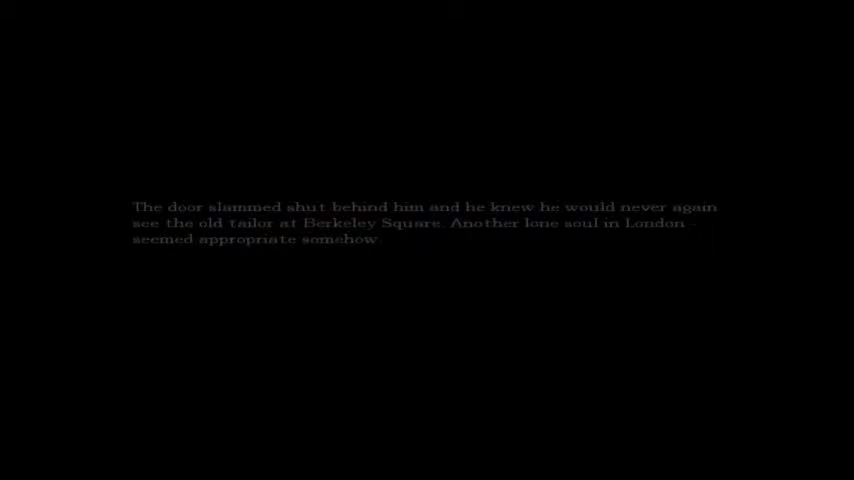 The door slammed shut behind him and he knew he would never again
see the old tailor at Berkeley Square. Another lone soul in London -
seemed appropriate somehow.